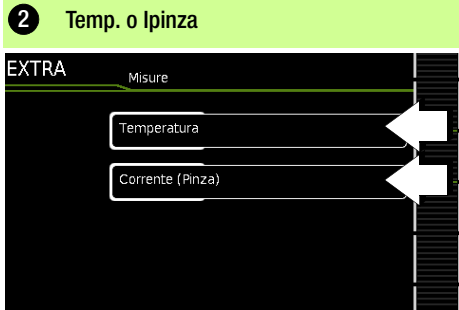 2 Temp. o Ipinza
EXTRA
Misure
Temperatura
Corrente (Pinza)